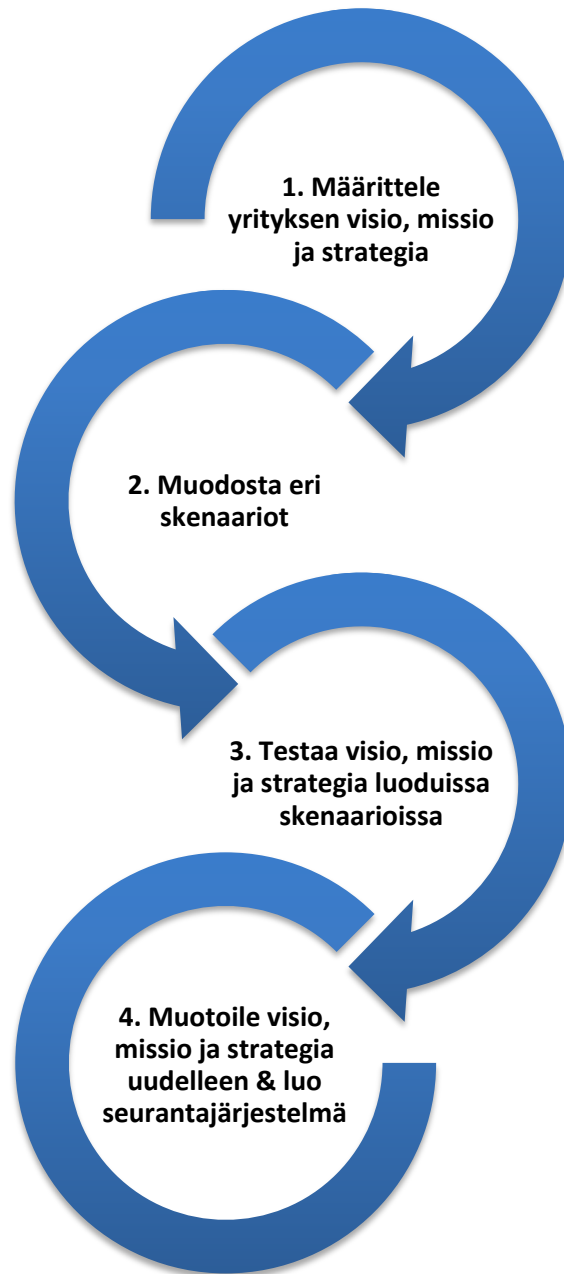 1. Määrittele
yrityksen visio, missio
ja strategia
2. Muodosta eri
skenaariot
3. Testaa visio, missio
ja strategia luoduissa
skenaarioissa
4. Muotoile visio,
missio ja strategia
uudelleen & luo
seurantajärjestelmä